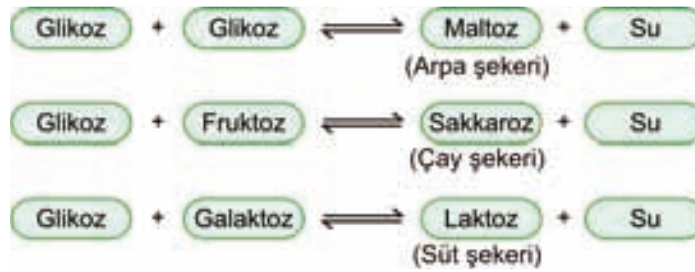 Glikoz + Glikoz ⇌ Maltoz + Su
(Arpa şekeri)
Glikoz + Fruktoz ⇌ Sakkaroz + Su
(Çay şekeri)
Glikoz + Galaktoz ⇌ Laktoz + Su
(Süt şekeri)